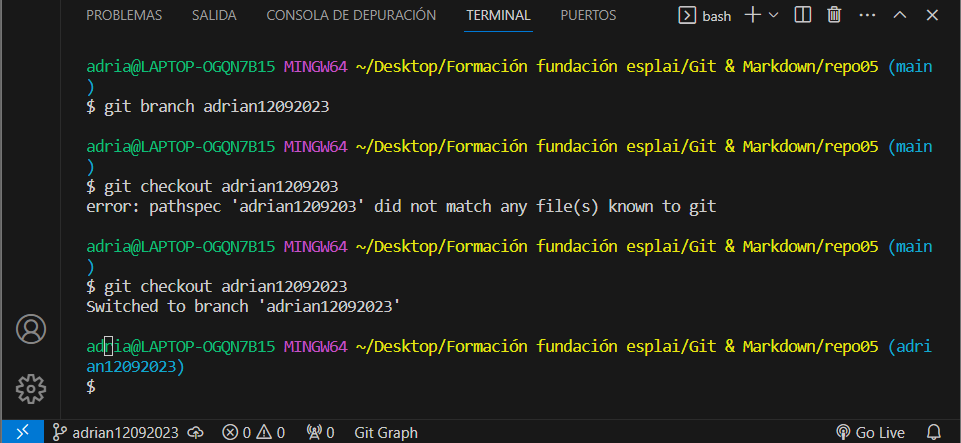 PROBLEMAS SALIDA CONSOLA DE DEPURACIÓN TERMINAL PUERTOS bash
adria@LAPTOP-OGQN7B15 MINGW64 ~/Desktop/Formación fundación esplai/Git & Markdown/repo05 (main
)
$ git branch adrian12092023
adria@LAPTOP-OGQN7B15 MINGW64 ~/Desktop/Formación fundación esplai/Git & Markdown/repo05 (main
)
$ git checkout adrian1209203
error: pathspec 'adrian1209203' did not match any file(s) known to git
adria@LAPTOP-OGQN7B15 MINGW64 ~/Desktop/Formación fundación esplai/Git & Markdown/repo05 (main
)
$ git checkout adrian12092023
Switched to branch 'adrian12092023'
adria@LAPTOP-OGQN7B15 MINGW64 ~/Desktop/Formación fundación esplai/Git & Markdown/repo05 (adri
an12092023)
$
adrian12092023 0 0 0 Git Graph Go Live